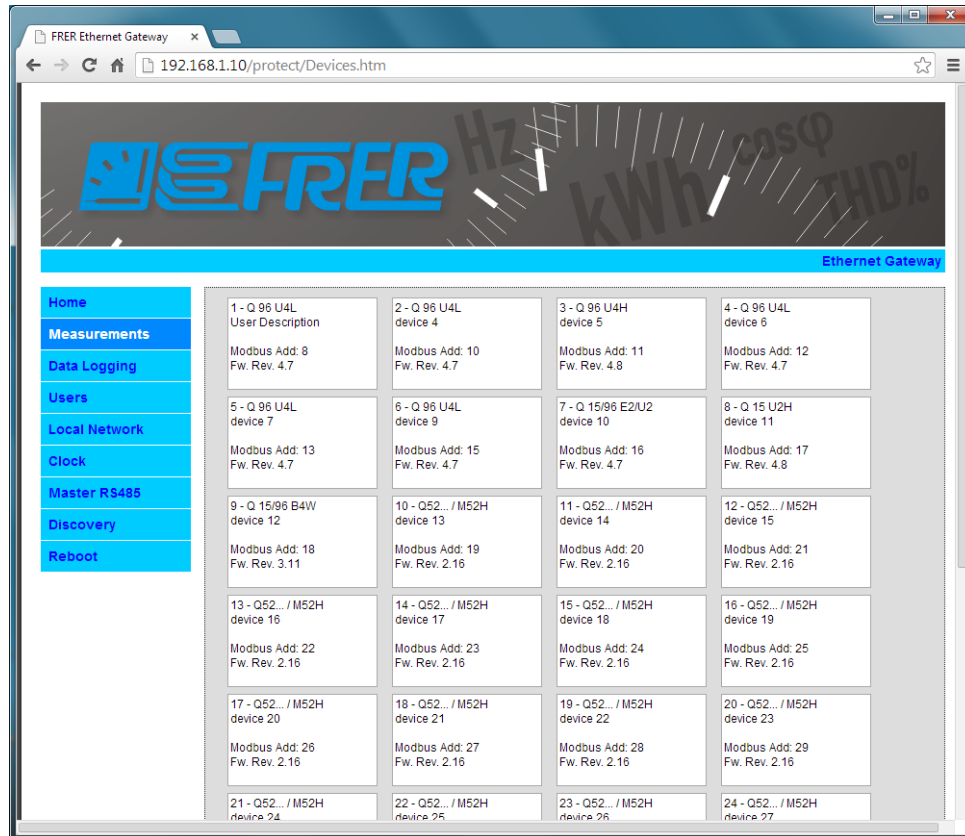 FRER Ethernet Gateway
192.168.1.10/protect/Devices.htm
FRER
Hz
kWh
cosφ
THD%
Ethernet Gateway
Home
Measurements
Data Logging
Users
Local Network
Clock
Master RS485
Discovery
Reboot
1 - Q 96 U4L
User Description
Modbus Add: 8
Fw. Rev. 4.7
2 - Q 96 U4L
device 4
Modbus Add: 10
Fw. Rev. 4.7
3 - Q 96 U4H
device 5
Modbus Add: 11
Fw. Rev. 4.8
4 - Q 96 U4L
device 6
Modbus Add: 12
Fw. Rev. 4.7
5 - Q 96 U4L
device 7
Modbus Add: 13
Fw. Rev. 4.7
6 - Q 96 U4L
device 9
Modbus Add: 15
Fw. Rev. 4.7
7 - Q 15/96 E2/U2
device 10
Modbus Add: 16
Fw. Rev. 4.7
8 - Q 15 U2H
device 11
Modbus Add: 17
Fw. Rev. 4.8
9 - Q 15/96 B4W
device 12
Modbus Add: 18
Fw. Rev. 3.11
10 - Q52... / M52H
device 13
Modbus Add: 19
Fw. Rev. 2.16
11 - Q52... / M52H
device 14
Modbus Add: 20
Fw. Rev. 2.16
12 - Q52... / M52H
device 15
Modbus Add: 21
Fw. Rev. 2.16
13 - Q52... / M52H
device 16
Modbus Add: 22
Fw. Rev. 2.16
14 - Q52... / M52H
device 17
Modbus Add: 23
Fw. Rev. 2.16
15 - Q52... / M52H
device 18
Modbus Add: 24
Fw. Rev. 2.16
16 - Q52... / M52H
device 19
Modbus Add: 25
Fw. Rev. 2.16
17 - Q52... / M52H
device 20
Modbus Add: 26
Fw. Rev. 2.16
18 - Q52... / M52H
device 21
Modbus Add: 27
Fw. Rev. 2.16
19 - Q52... / M52H
device 22
Modbus Add: 28
Fw. Rev. 2.16
20 - Q52... / M52H
device 23
Modbus Add: 29
Fw. Rev. 2.16
21 - Q52... / M52H
device 24
22 - Q52... / M52H
device 25
23 - Q52... / M52H
device 26
24 - Q52... / M52H
device 27